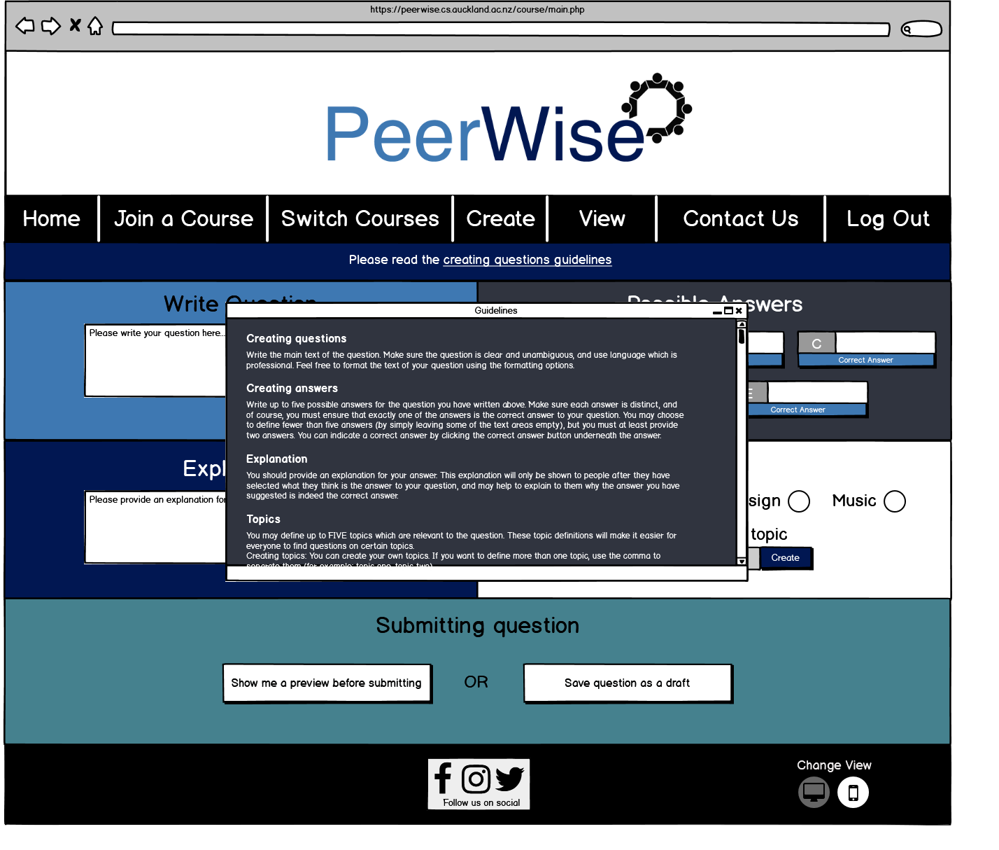 https://peerwise.cs.auckland.ac.nz/course/main.php
PeerWise
Home
Join a Course
Switch Courses
Create
View
Contact Us
Log Out
Please read the creating questions guidelines
Write Question
Possible Answers
Please write your question here...
C
Correct Answer
E
Correct Answer
Guidelines
Creating questions
Write the main text of the question. Make sure the question is clear and unambiguous, and use language which is
professional. Feel free to format the text of your question using the formatting options.
Creating answers
Write up to five possible answers for the question you have written above. Make sure each answer is distinct, and
of course, you must ensure that exactly one of the answers is the correct answer to your question. You may choose
to define fewer than five answers (by simply leaving some of the text areas empty), but you must at least provide
two answers. You can indicate a correct answer by clicking the correct answer button underneath the answer.
Explanation
You should provide an explanation for your answer. This explanation will only be shown to people after they have
selected what they think is the answer to your question, and may help to explain to them why the answer you have
suggested is indeed the correct answer.
Topics
You may define up to FIVE topics which are relevant to the question. These topic definitions will make it easier for
everyone to find questions on certain topics.
Creating topics: You can create your own topics. If you want to define more than one topic, use the comma to
separate them (for example: topic one, topic two)
Expl
Please provide an explanation for
sign
Music
topic
Create
Submitting question
Show me a preview before submitting
OR
Save question as a draft
Follow us on social
Change View